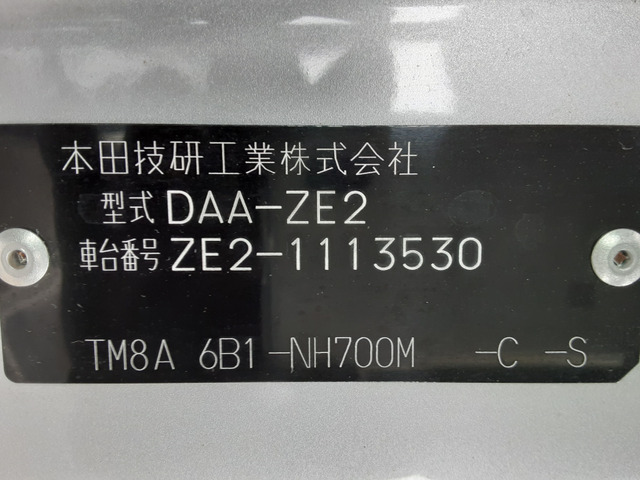 本田技研工業株式会社
型式 DAA-ZE2
車台番号 ZE2-1113530
TM8A 6B1-NH700M -C -S